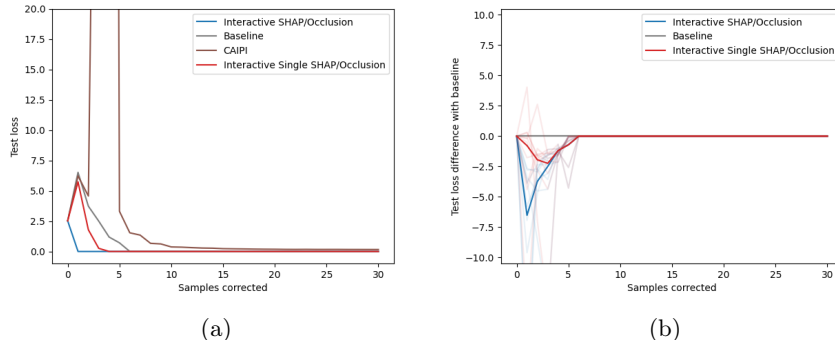 20.0
17.5
15.0
12.5
10.0
7.5
5.0
2.5
0.0
Test loss
0 5 10 15 20 25 30
Samples corrected
Interactive SHAP/Occlusion
Baseline
CAIPI
Interactive Single SHAP/Occlusion
(a)
10.0
7.5
5.0
2.5
0.0
−2.5
−5.0
−7.5
−10.0
Test loss difference with baseline
0 5 10 15 20 25 30
Samples corrected
Interactive SHAP/Occlusion
Baseline
Interactive Single SHAP/Occlusion
(b)